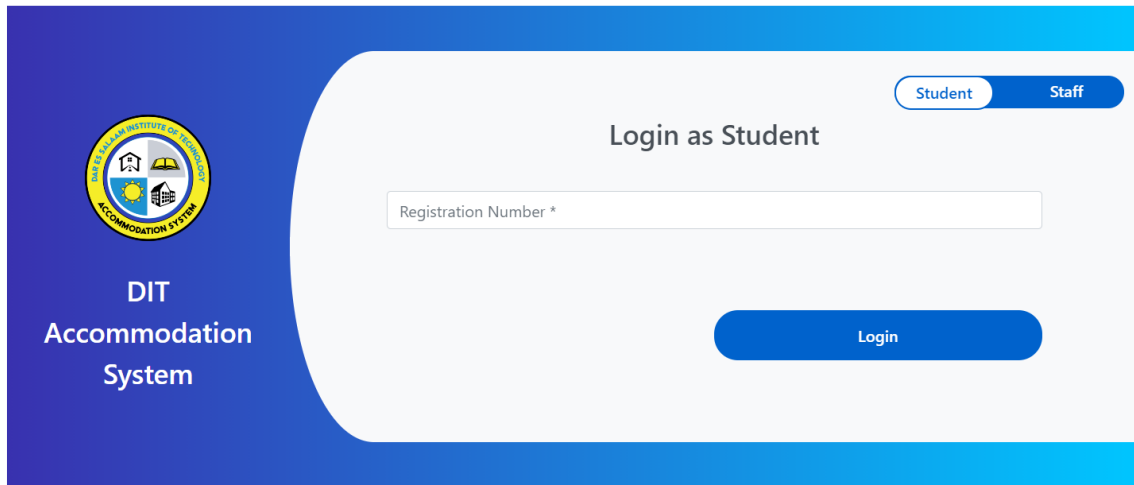 Student
Staff
Login as Student
DAR ES SALAAM INSTITUTE OF TECHNOLOGY
ACCOMMODATION SYSTEM
Registration Number *
DIT
Accommodation
System
Login